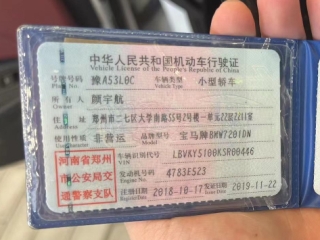 中华人民共和国机动车行驶证
Vehicle License of the People's Republic of China
号牌号码 豫A53L0C 车辆类型 小型轿车
Vehicle Type
所有人 颜宇航
Owner
住址 郑州市二七区大学南路55号2号楼一单元22层2211室
Address
使用性质 非营运 品牌型号 宝马牌BMW7201DN
河南省郑州市公安局交通警察支队
车辆识别代号 LBVKY5100KSR00446
VIN
发动机号码 4783E523
注册日期 2018-10-17 发证日期 2019-11-22